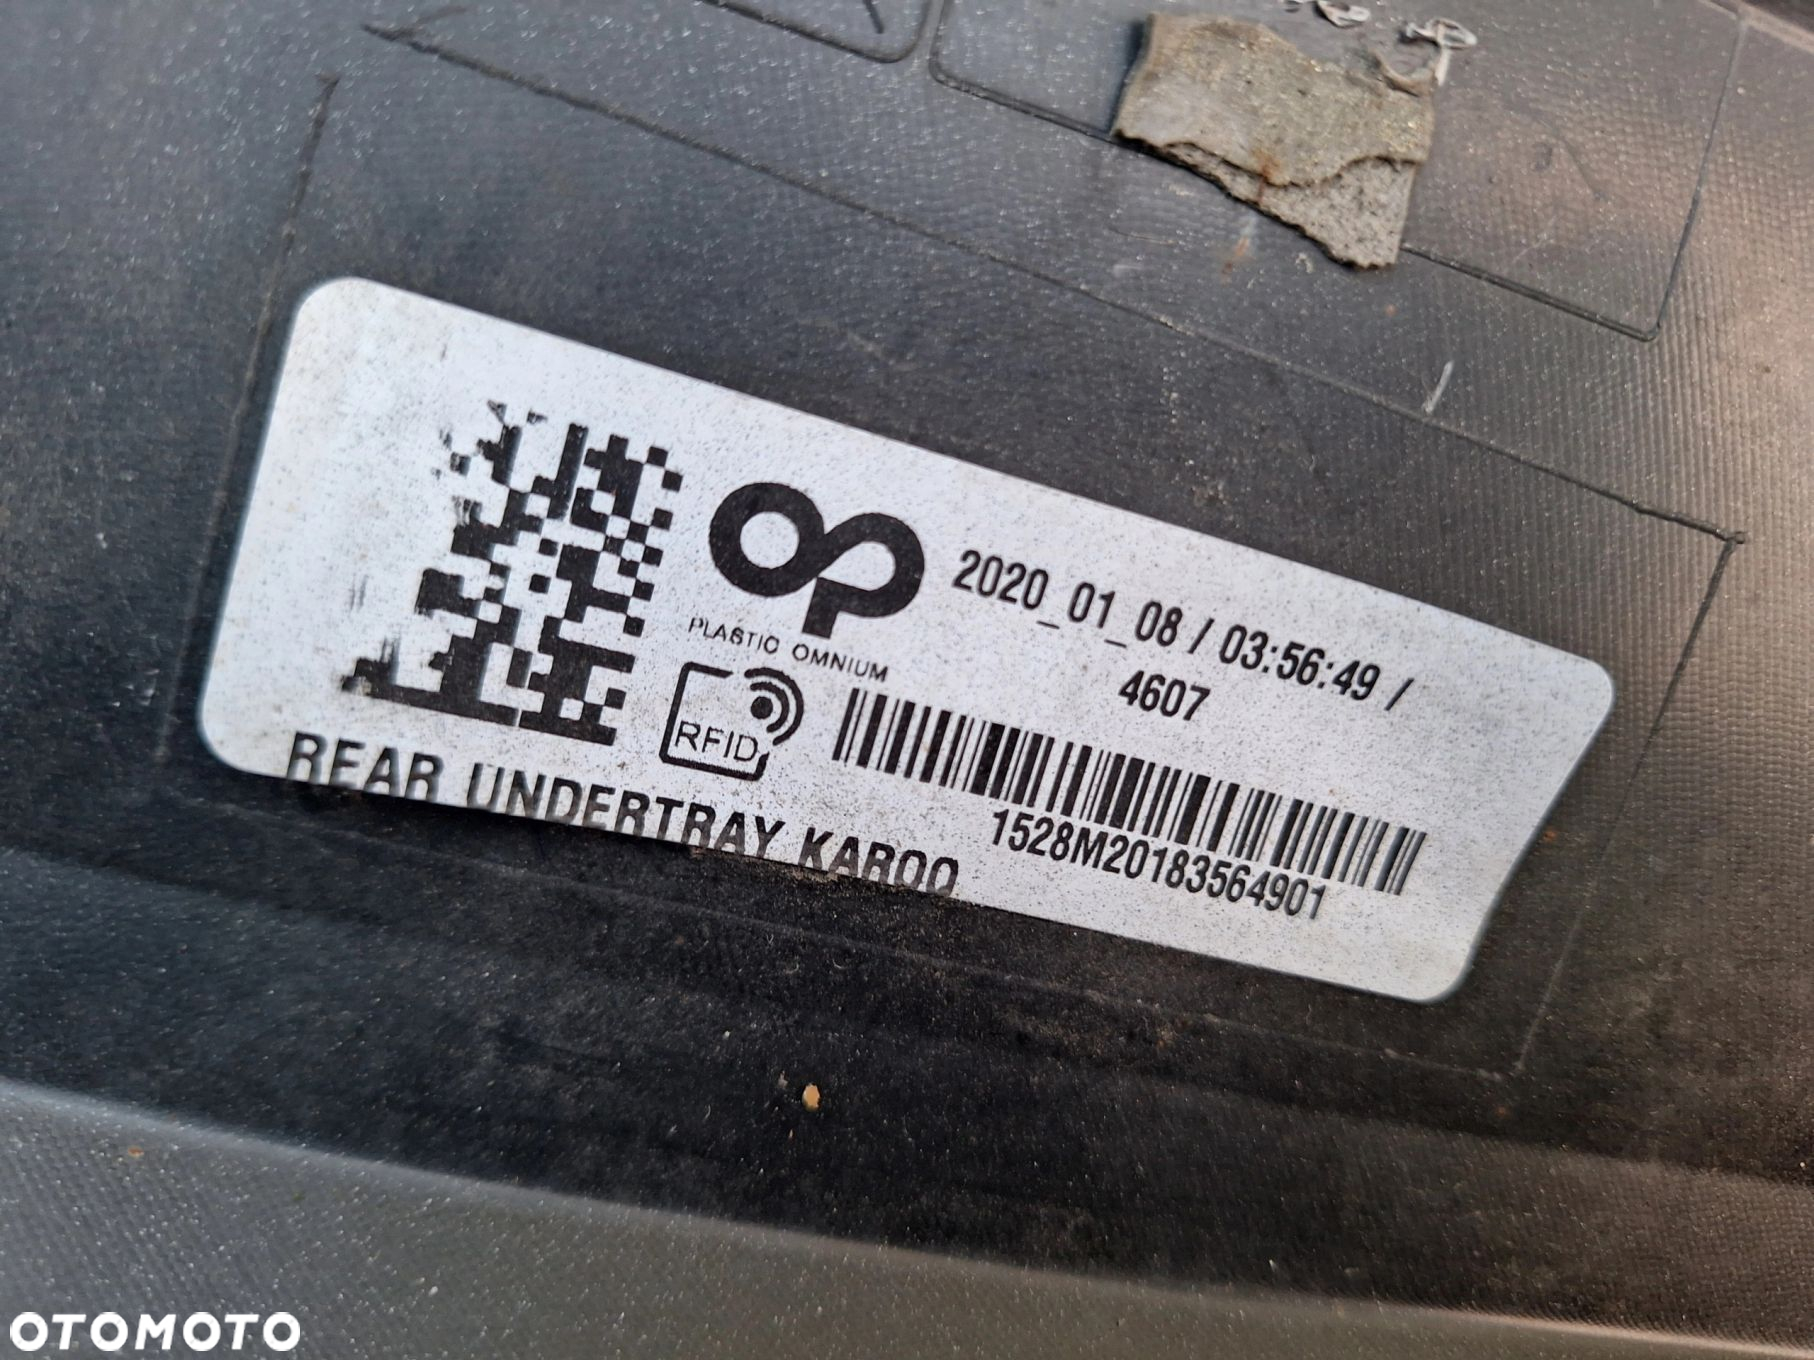 2020_01_08 / 03:56:49 /
4607
PLASTIC OMNIUM
RFID
1528M20183564901
REAR UNDERTRAY KAROQ
OTOMOTO